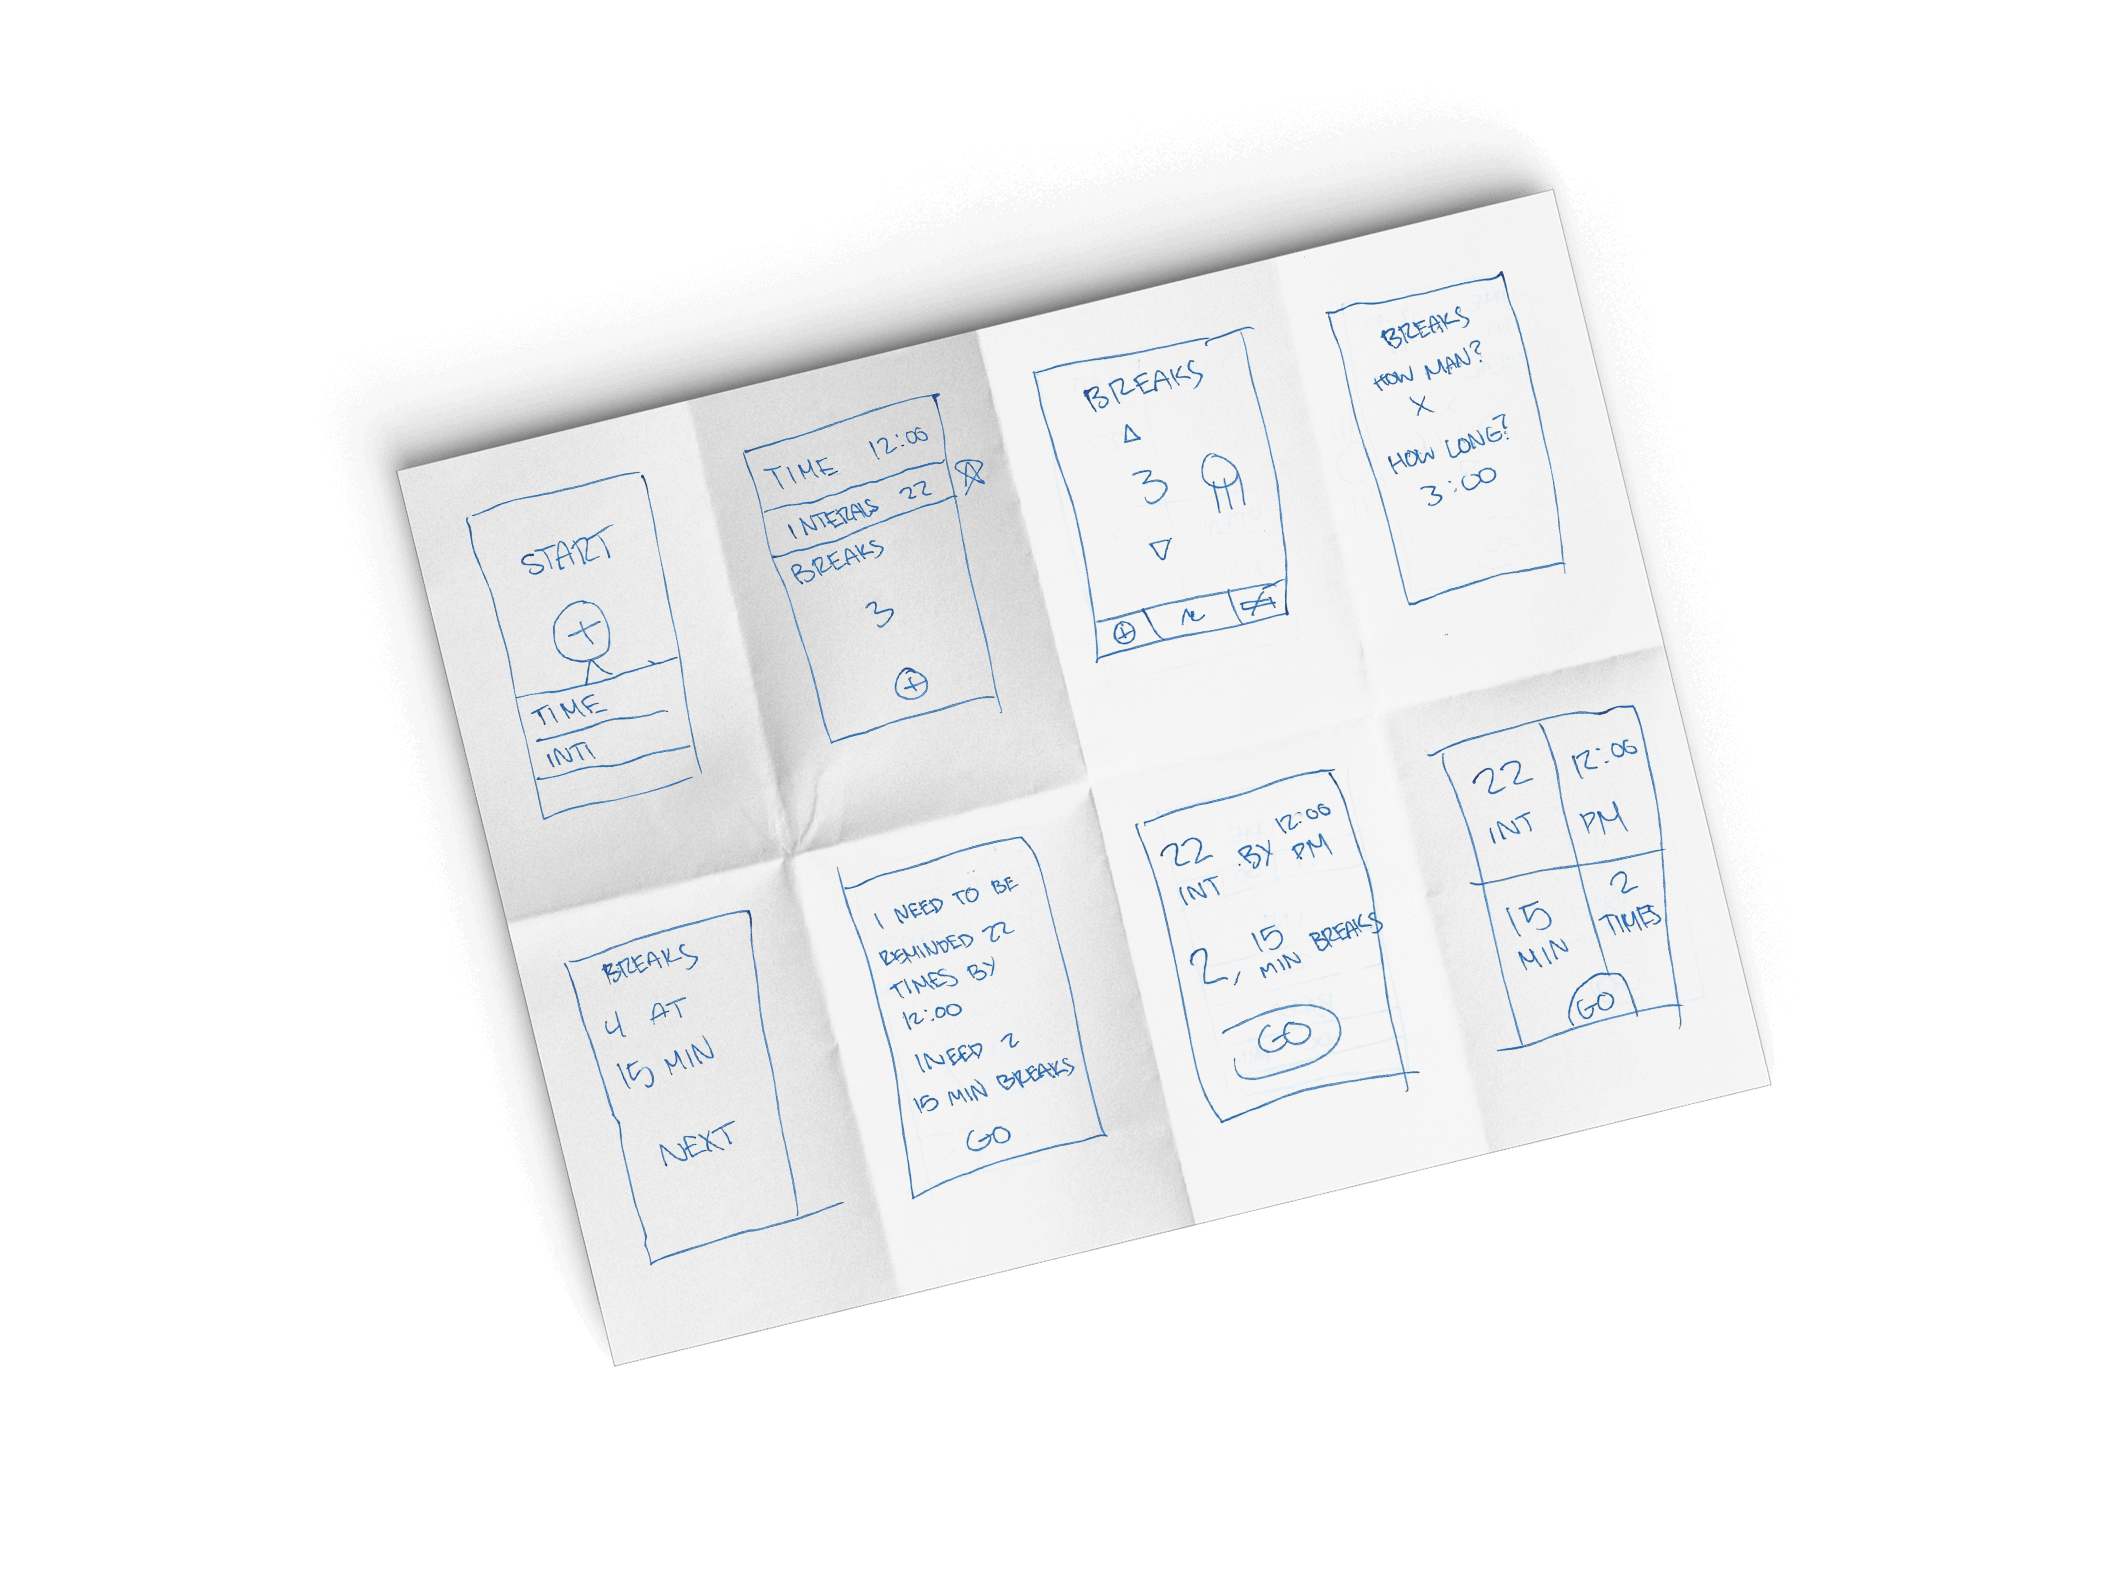 START
TIME
INTI
TIME 12:00
INTERALS 22
BREAKS
3
BREAKS
3
BREAKS
HOW MAN?
X
HOW LONG?
3:00
BREAKS
4 AT
15 MIN
NEXT
I NEED TO BE
REMINDED 22
TIMES BY
12:00
I NEED 2
15 MIN BREAKS
GO
22 INT BY 12:00 PM
2, 15 MIN BREAKS
GO
22 INT
12:00 PM
15 MIN
2 TIMES
GO